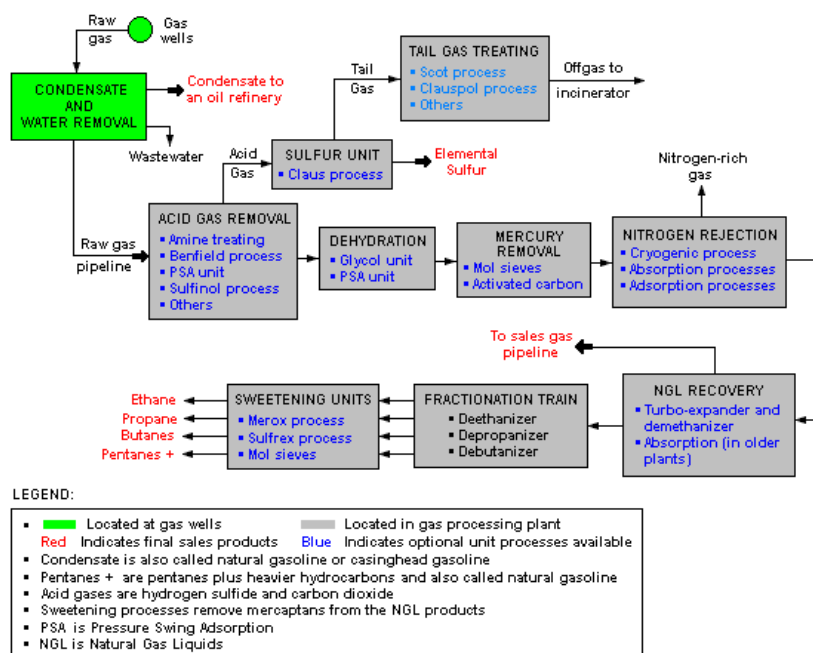 Raw
gas
Gas
wells
CONDENSATE
AND
WATER REMOVAL
Condensate to
an oil refinery
Wastewater
Tail
Gas
TAIL GAS TREATING
▪ Scot process
▪ Clauspol process
▪ Others
Offgas to
incinerator
Acid
Gas
SULFUR UNIT
▪ Claus process
Elemental
Sulfur
Nitrogen-rich
gas
Raw gas
pipeline
ACID GAS REMOVAL
▪ Amine treating
▪ Benfield process
▪ PSA unit
▪ Sulfinol process
▪ Others
DEHYDRATION
▪ Glycol unit
▪ PSA unit
MERCURY
REMOVAL
▪ Mol sieves
▪ Activated carbon
NITROGEN REJECTION
▪ Cryogenic process
▪ Absorption processes
▪ Adsorption processes
To sales gas
pipeline
Ethane
Propane
Butanes
Pentanes +
SWEETENING UNITS
▪ Merox process
▪ Sulfrex process
▪ Mol sieves
FRACTIONATION TRAIN
▪ Deethanizer
▪ Depropanizer
▪ Debutanizer
NGL RECOVERY
▪ Turbo-expander and
demethanizer
▪ Absorption (in older
plants)
LEGEND:
▪ Located at gas wells Located in gas processing plant
Red Indicates final sales products Blue Indicates optional unit processes available
▪ Condensate is also called natural gasoline or casinghead gasoline
▪ Pentanes + are pentanes plus heavier hydrocarbons and also called natural gasoline
▪ Acid gases are hydrogen sulfide and carbon dioxide
▪ Sweetening processes remove mercaptans from the NGL products
▪ PSA is Pressure Swing Adsorption
▪ NGL is Natural Gas Liquids